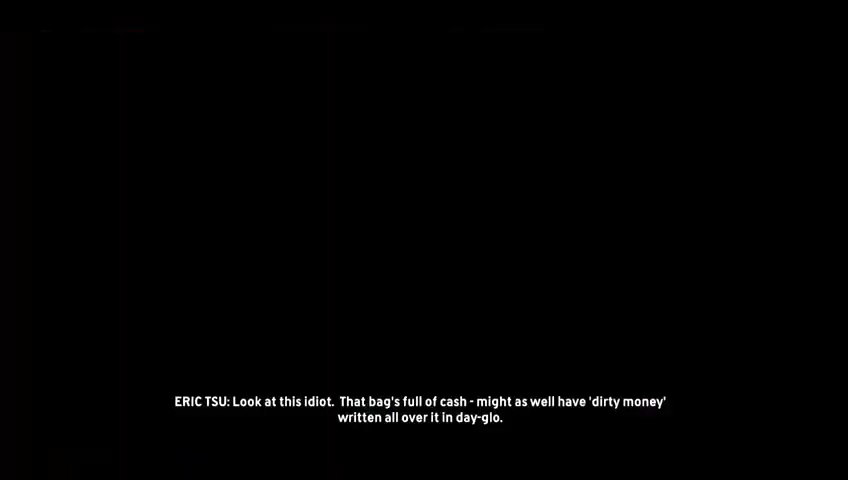 ERIC TSU: Look at this idiot.  That bag's full of cash - might as well have 'dirty money'
written all over it in day-glo.